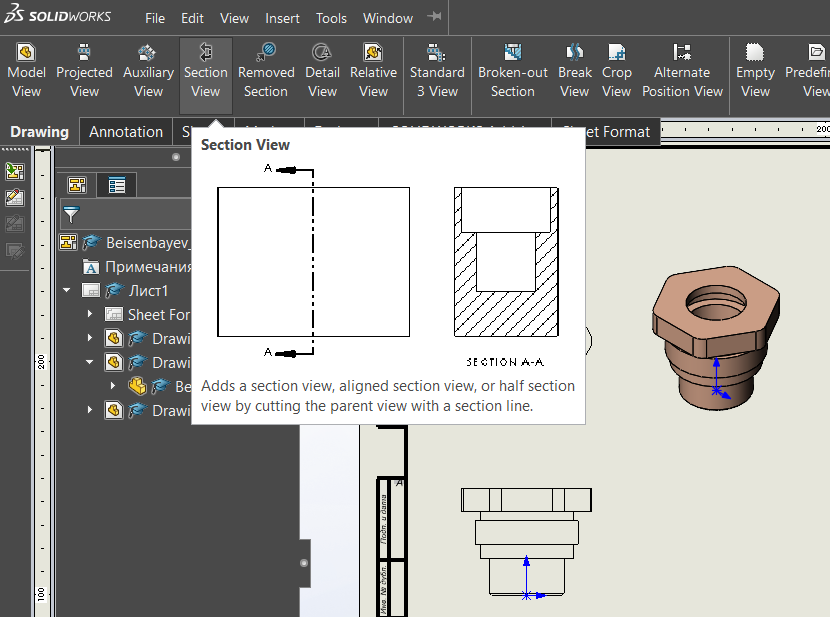 SOLIDWORKS File Edit View Insert Tools Window
Model View
Projected View
Auxiliary View
Section View
Removed Section
Detail View
Relative View
Standard 3 View
Broken-out Section
Break View
Crop View
Alternate Position View
Empty View
Predefi View
Drawing Annotation S et Format
200
Section View
A
A
SECTION A-A
Adds a section view, aligned section view, or half section
view by cutting the parent view with a section line.
Beisenbayev_
Примечания
Лист1
Sheet For
Drawi
Drawi
Be
Drawi
200
100
A
Подп. и дата
Инв. № дубл.